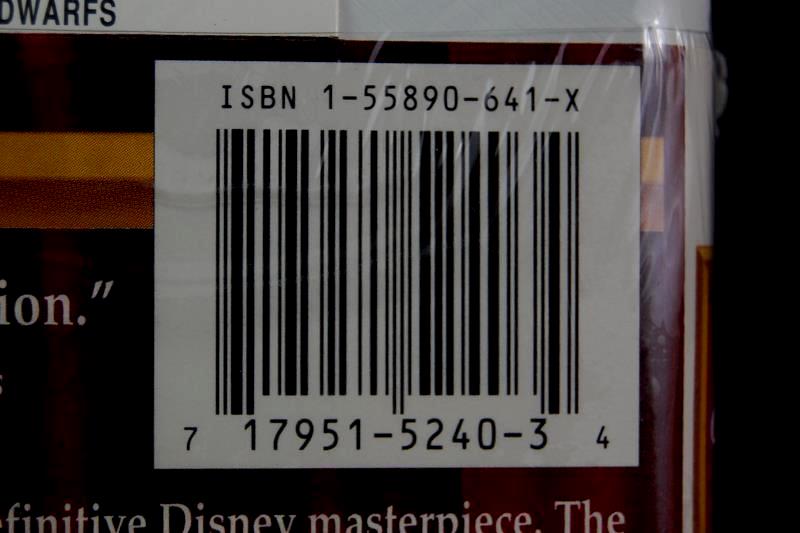 DWARFS
ISBN 1-55890-641-X
ion.”
7 17951-5240-3 4
efinitive Disney masterpiece. The